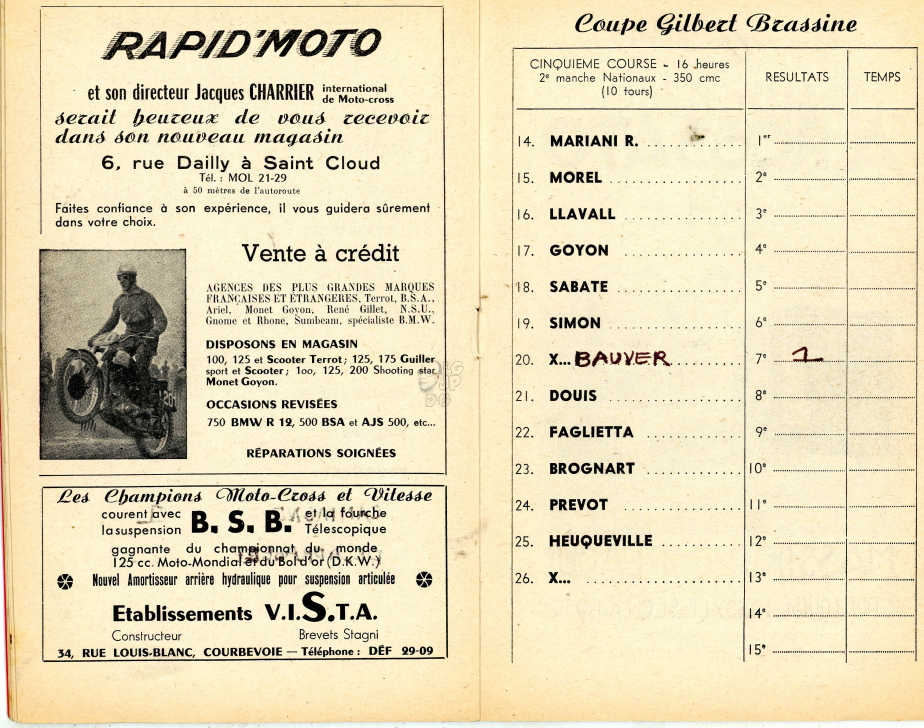 RAPID'MOTO
et son directeur Jacques CHARRIER international
de Moto-cross
serait heureux de vous recevoir
dans son nouveau magasin
6, rue Dailly à Saint Cloud
Tél. : MOL 21-29
à 50 mètres de l'autoroute
Faites confiance à son expérience, il vous guidera sûrement
dans votre choix.
Vente à crédit
AGENCES DES PLUS GRANDES MARQUES
FRANÇAISES ET ÉTRANGERES, Terrot, B.S.A.,
Ariel, Monet Goyon, René Gillet, N.S.U.,
Gnome et Rhone, Sumbeam, spécialiste B.M.W.
DISPOSONS EN MAGASIN
100, 125 et Scooter Terrot; 125, 175 Guiller
sport et Scooter; 1oo, 125, 200 Shooting star
Monet Goyon.
OCCASIONS REVISÉES
750 BMW R 12, 500 BSA et AJS 500, etc...
RÉPARATIONS SOIGNÉES
Les Champions Moto-Cross et Vitesse
courent avec
la suspension
B. S. B.
et la fourche
Télescopique
gagnante du championnat du monde
125 cc. Moto-Mondial et du Bol d'or (D.K.W.)
Nouvel Amortisseur arrière hydraulique pour suspension articulée
Etablissements V.I.S.T.A.
Constructeur Brevets Stagni
34, RUE LOUIS-BLANC, COURBEVOIE — Téléphone : DÉF 29-09
Coupe Gilbert Brassine
CINQUIEME COURSE - 16 heures
2e manche Nationaux - 350 cmc
(10 tours)
RESULTATS
TEMPS
14. MARIANI R. 1er
15. MOREL 2e
16. LLAVALL 3e
17. GOYON 4e
18. SABATE 5e
19. SIMON 6e
20. X... BAUVER 7e 1
21. DOUIS 8e
22. FAGLIETTA 9e
23. BROGNART 10e
24. PREVOT 11e
25. HEUQUEVILLE 12e
26. X... 13e
14e
15e